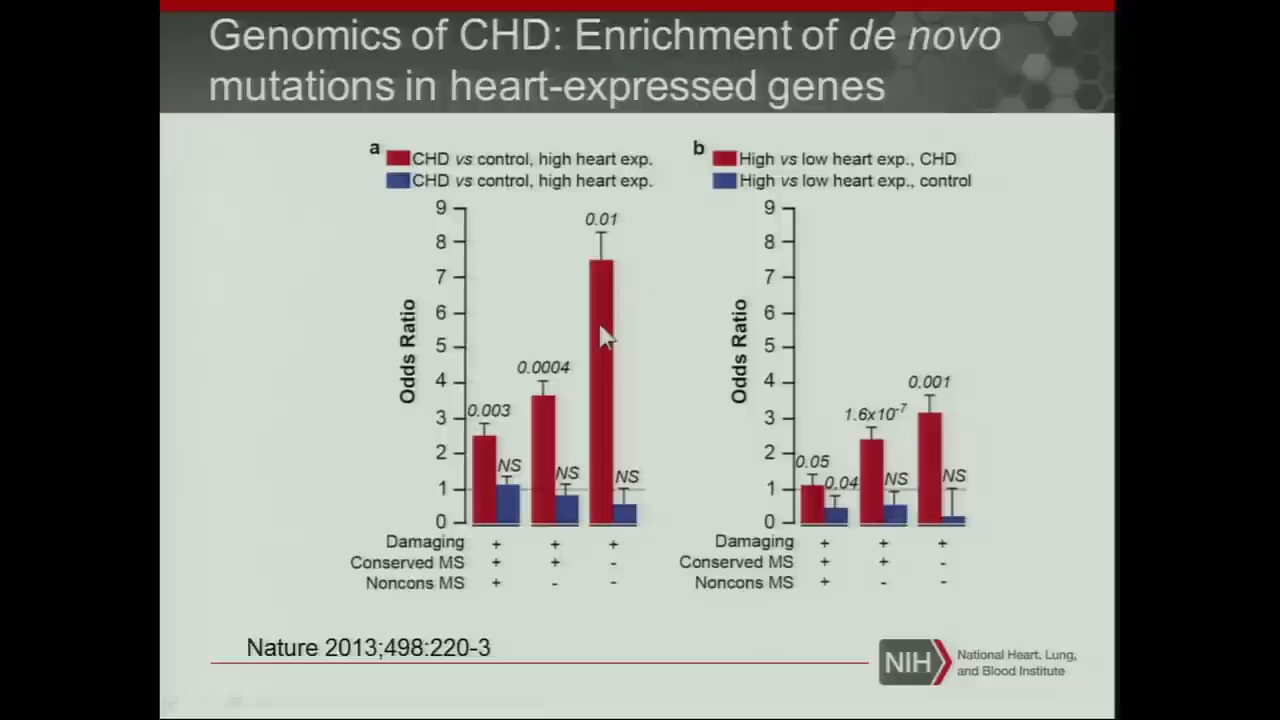 Genomics of CHD: Enrichment of de novo
mutations in heart-expressed genes
a
CHD vs control, high heart exp.
CHD vs control, high heart exp.
9
8
7
6
5
4
3
2
1
0
Odds Ratio
0.003
NS
0.0004
NS
0.01
NS
Damaging + + +
Conserved MS + + -
Noncons MS + - -
b
High vs low heart exp., CHD
High vs low heart exp., control
9
8
7
6
5
4
3
2
1
0
Odds Ratio
0.05
0.04
1.6x10-7
NS
0.001
NS
Damaging + + +
Conserved MS + + -
Noncons MS + - -
Nature 2013;498:220-3
NIH
National Heart, Lung,
and Blood Institute